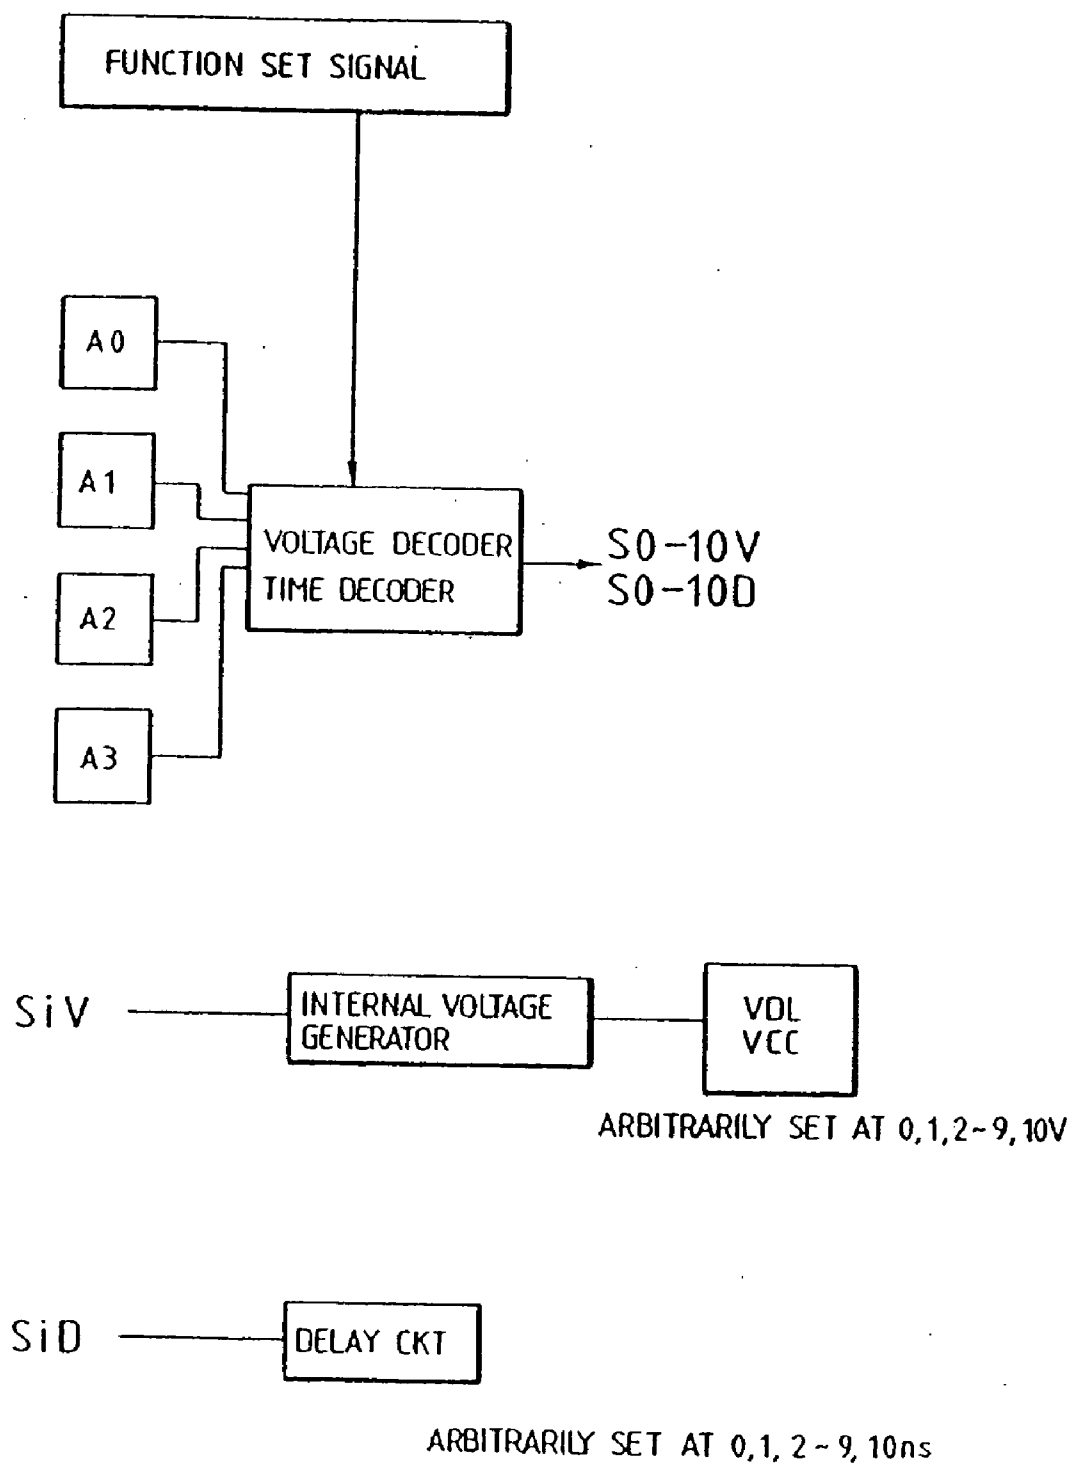 FUNCTION SET SIGNAL
A0
A1
A2
A3
VOLTAGE DECODER
TIME DECODER
S0-10V
S0-10D
SiV
INTERNAL VOLTAGE
GENERATOR
VDL
VCC
ARBITRARILY SET AT 0,1,2~9,10V
SiD
DELAY CKT
ARBITRARILY SET AT 0,1,2~9,10ns